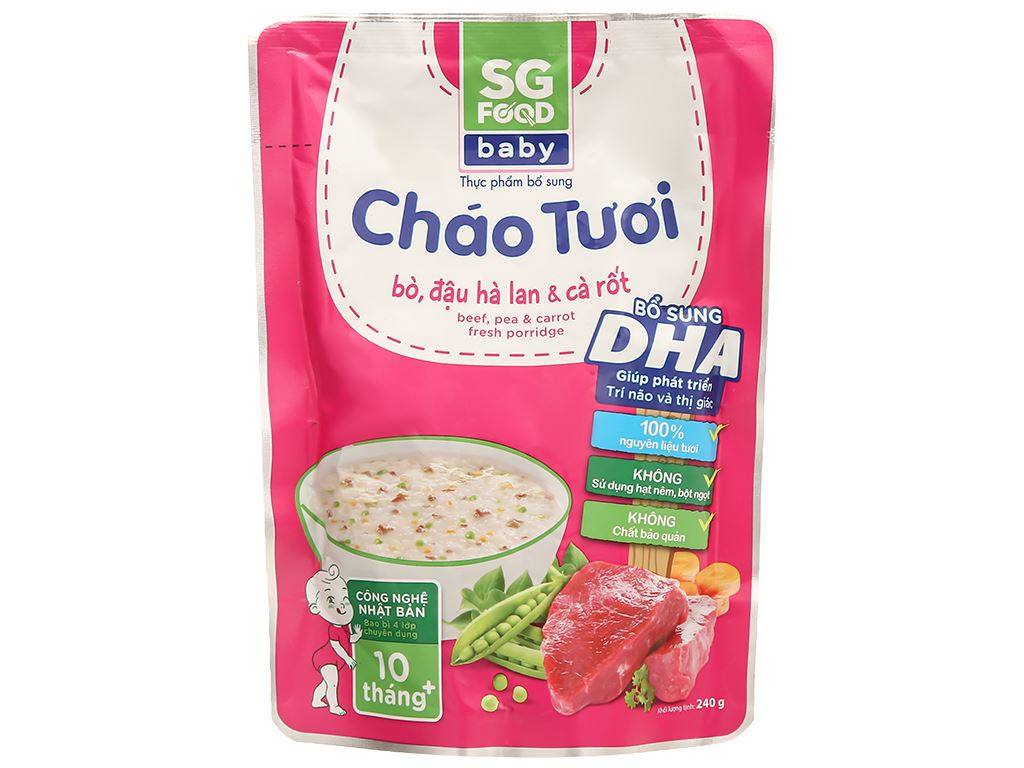 SG
FOOD
baby
Thực phẩm bổ sung
Cháo Tươi
bò, đậu hà lan & cà rốt
beef, pea & carrot
fresh porridge
BỔ SUNG
DHA
Giúp phát triển
Trí não và thị giác
100%
nguyên liệu tươi
KHÔNG
Sử dụng hạt nêm, bột ngọt
KHÔNG
Chất bảo quản
CÔNG NGHỆ
NHẬT BẢN
Bao bì 4 lớp
chuyên dụng
10
tháng+
Khối lượng tịnh: 240 g